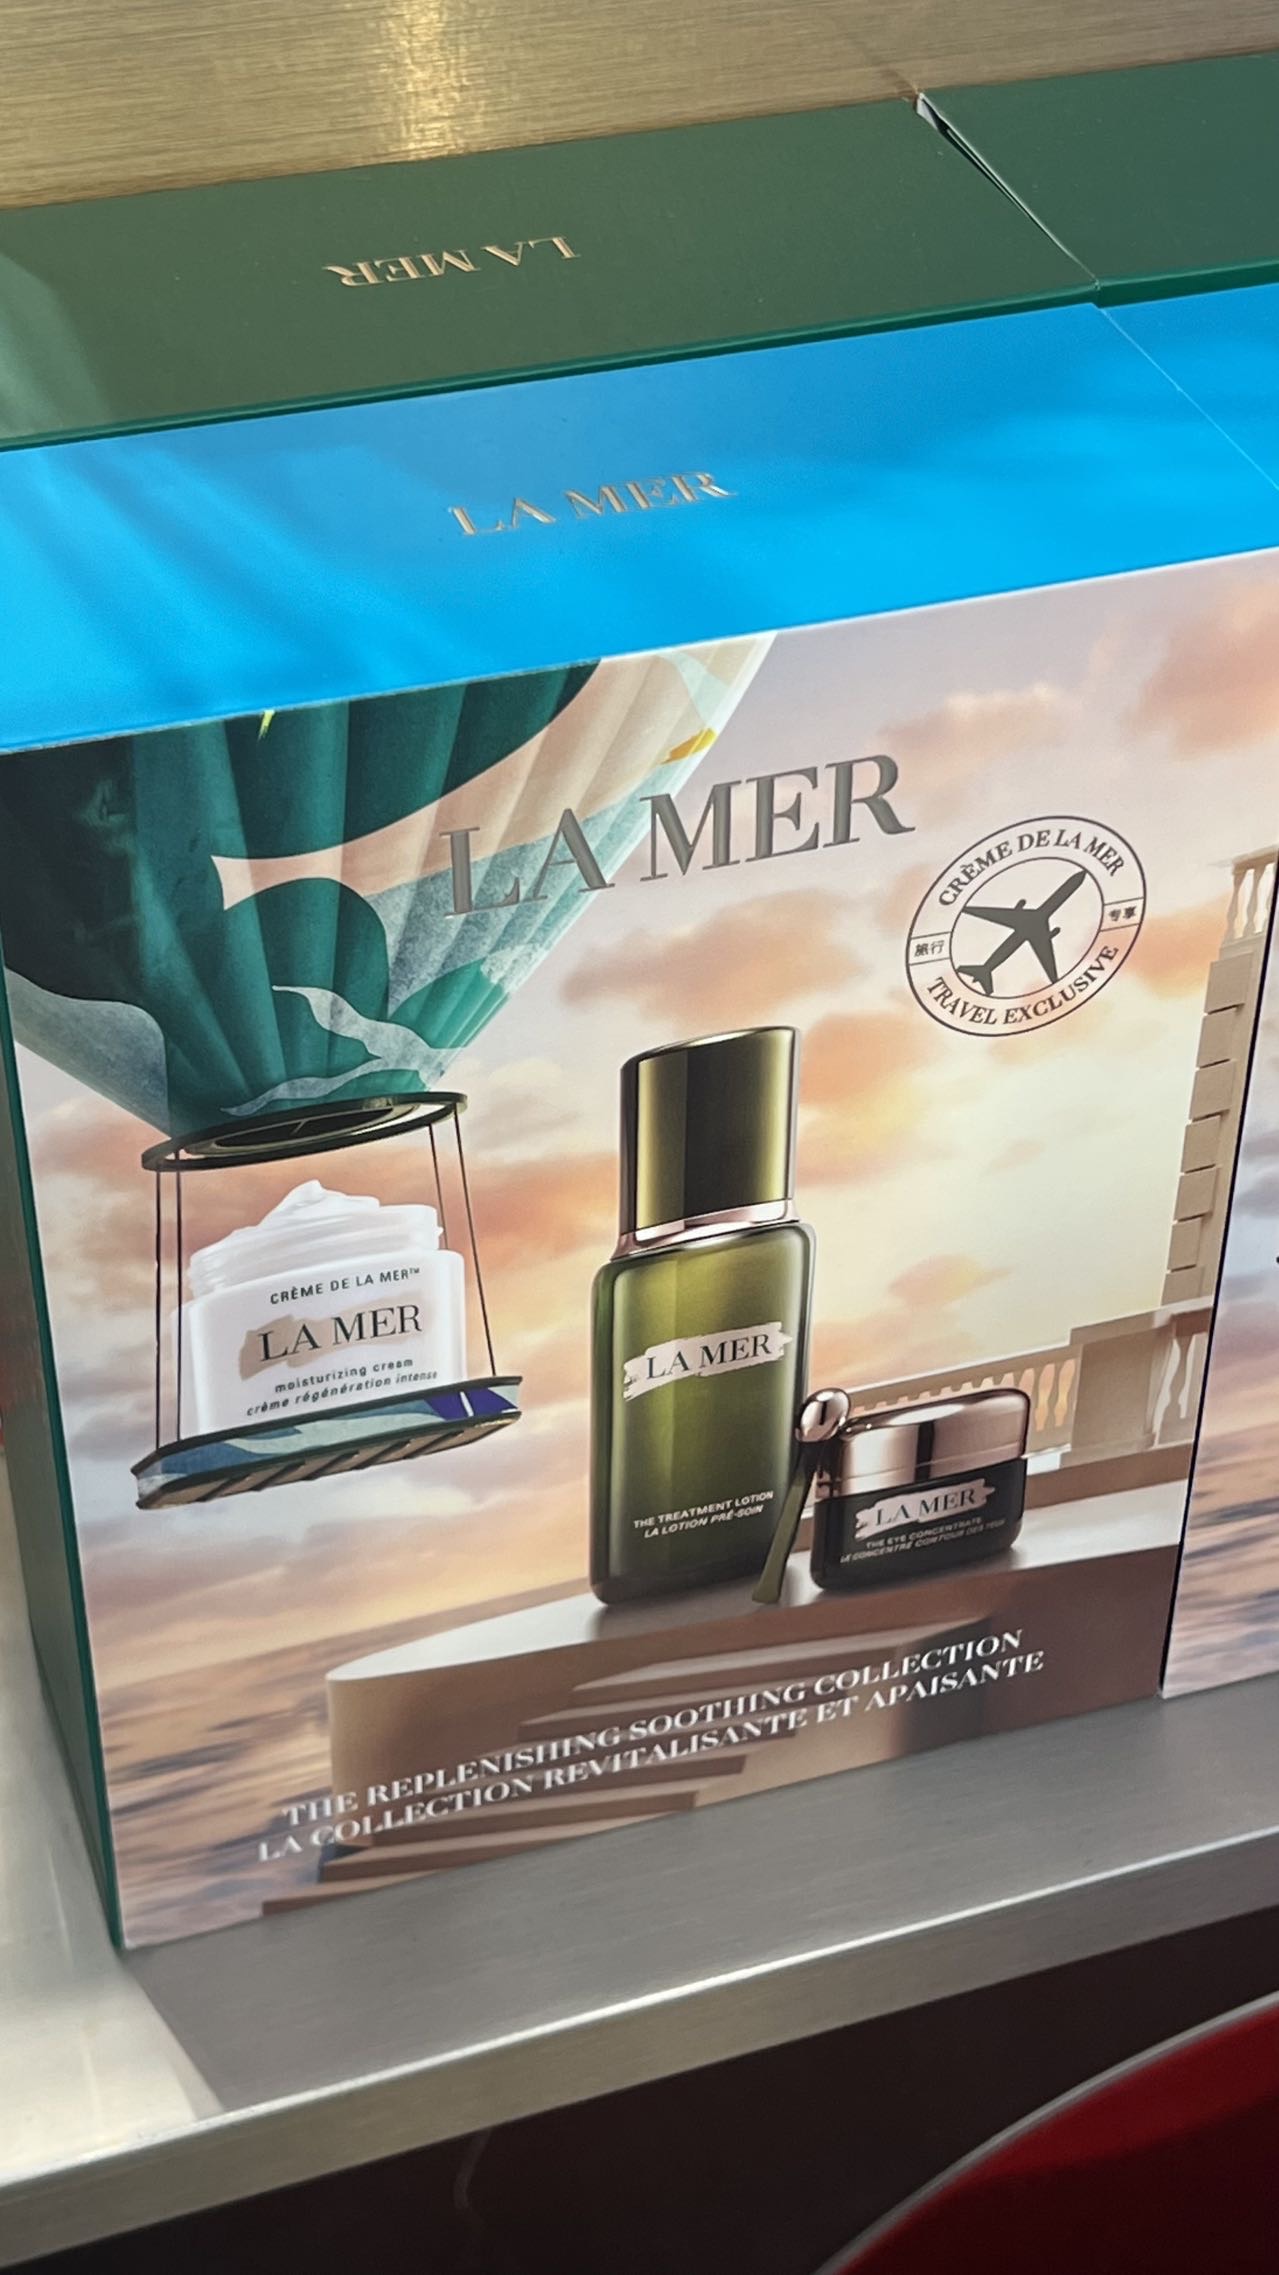 LA MER
LA MER
LA MER
CRÈME DE LA MER
旅行
专享
TRAVEL EXCLUSIVE
CRÈME DE LA MER™
LA MER
moisturizing cream
crème régénération intense
LA MER
THE TREATMENT LOTION
LA LOTION PRÉ-SOIN
LA MER
THE EYE CONCENTRATE
LE CONCENTRÉ CONTOUR DES YEUX
THE REPLENISHING SOOTHING COLLECTION
LA COLLECTION REVITALISANTE ET APAISANTE